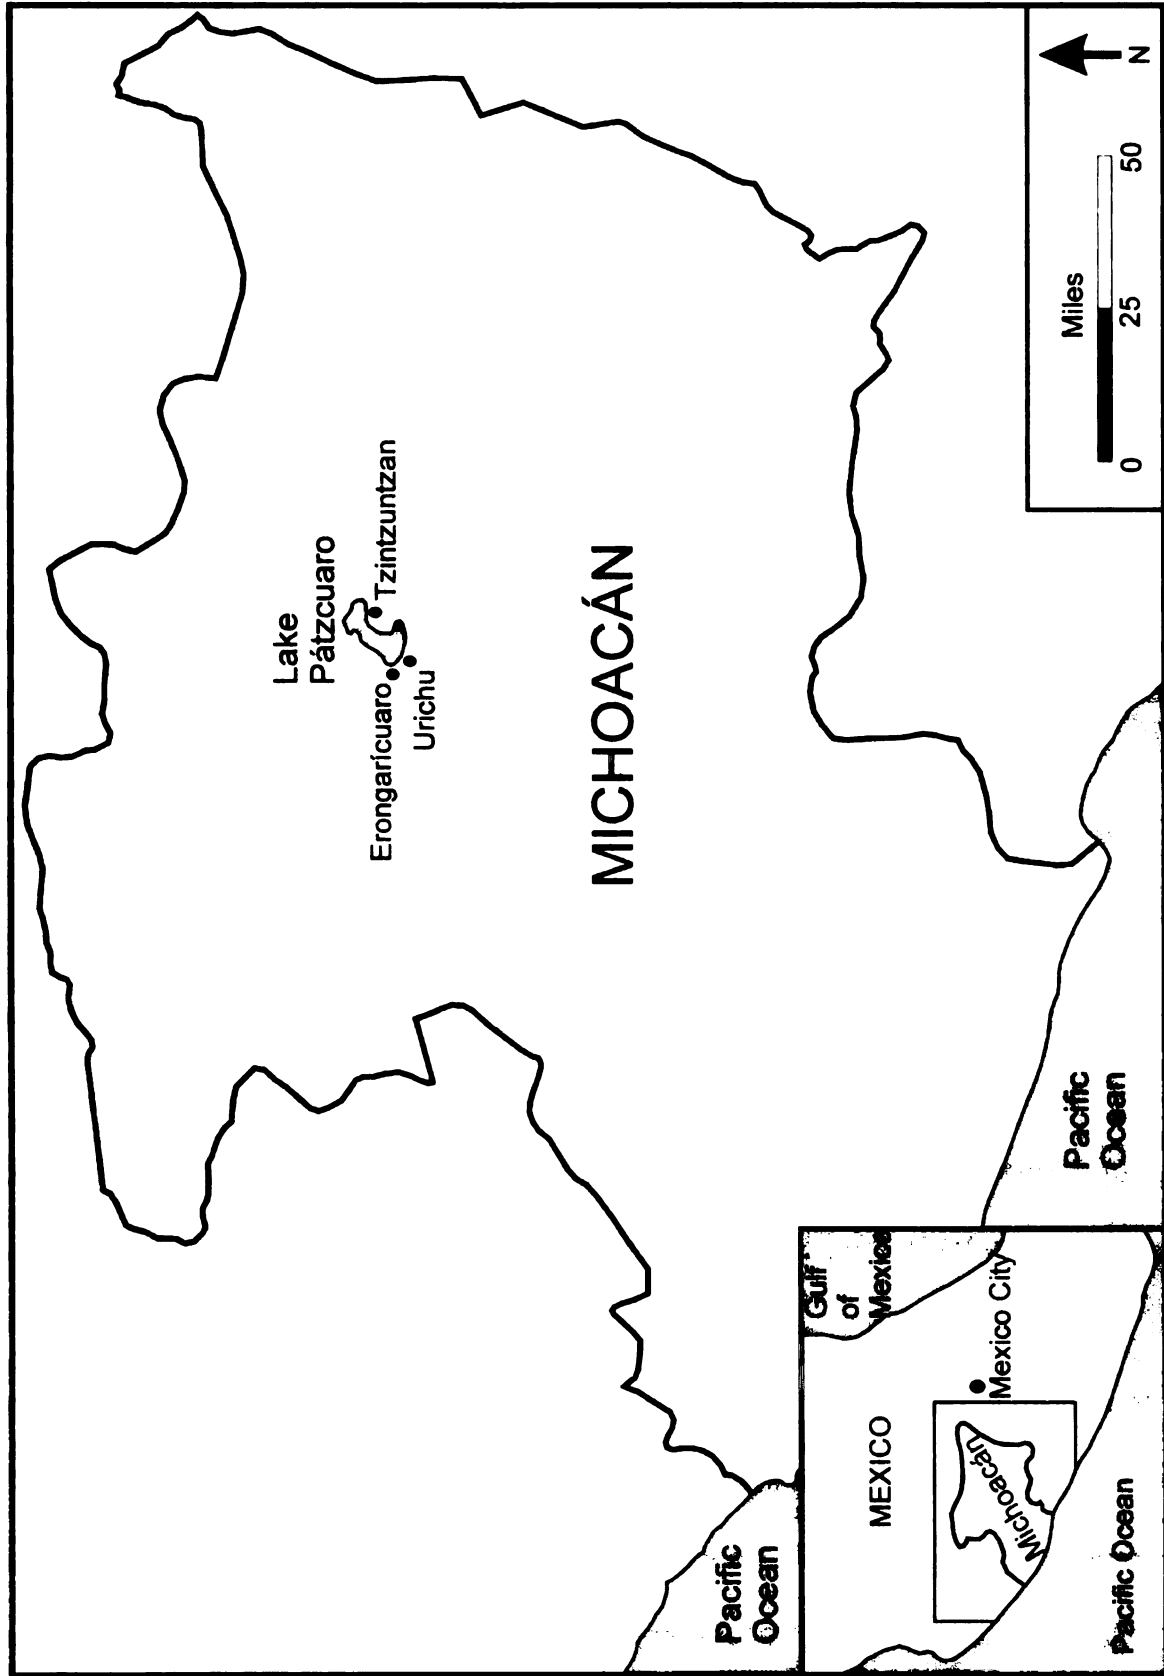 Lake
Pátzcuaro
Erongarícuaro
Tzintzuntzan
Urichu
MICHOACÁN
Pacific
Ocean
Pacific
Ocean
Gulf
of
Mexico
MEXICO
Mexico City
Michoacán
Pacific Ocean
Miles
0
25
50
N